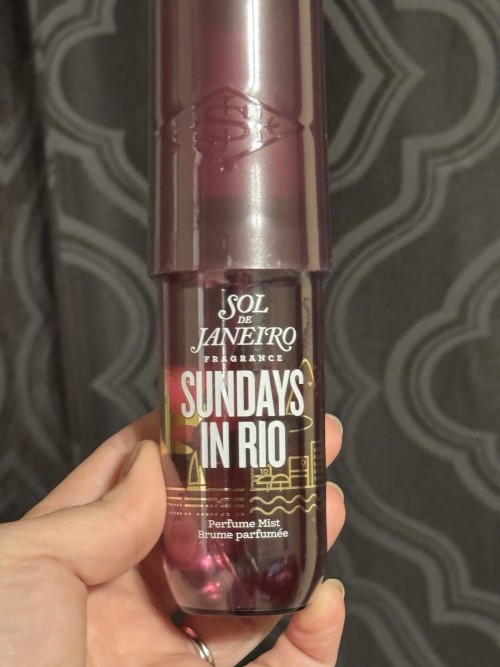 SOL
DE
JANEIRO
FRAGRANCE
SUNDAYS
IN RIO
Perfume Mist
Brume parfumée